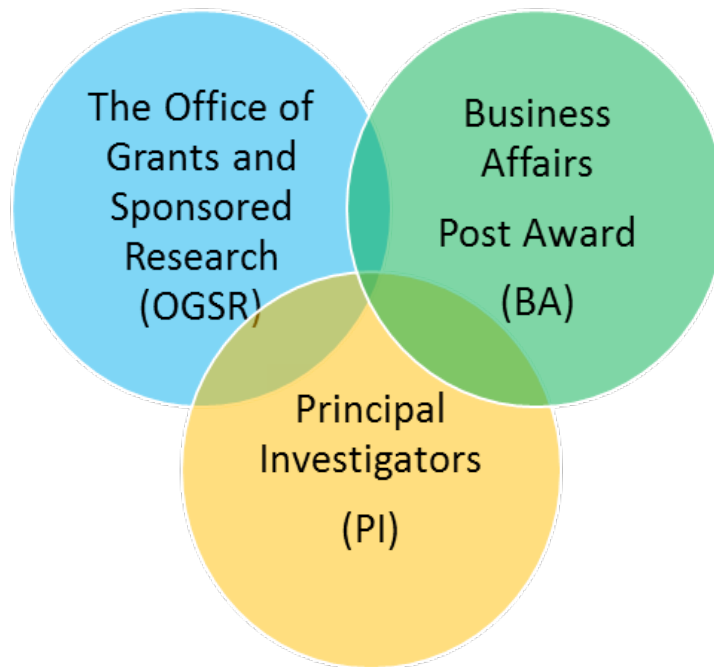 The Office of
Grants and
Sponsored
Research
(OGSR)
Business
Affairs
Post Award
(BA)
Principal
Investigators
(PI)